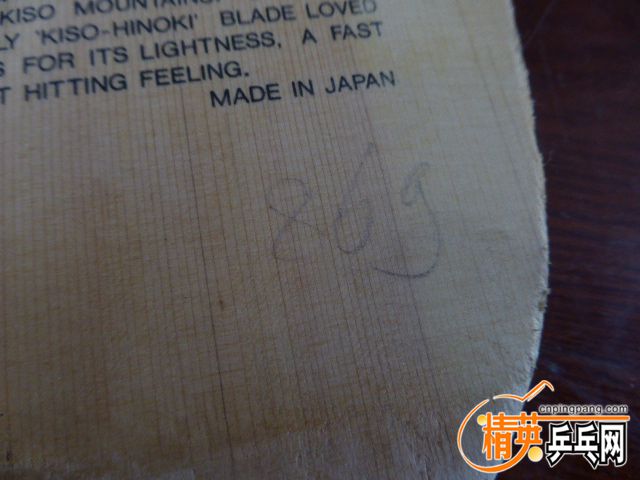 KISO MOUNTAINS.
LY 'KISO-HINOKI' BLADE LOVED
S FOR ITS LIGHTNESS, A FAST
T HITTING FEELING.
MADE IN JAPAN
86g
cnpingpang.com
精英乒乓网